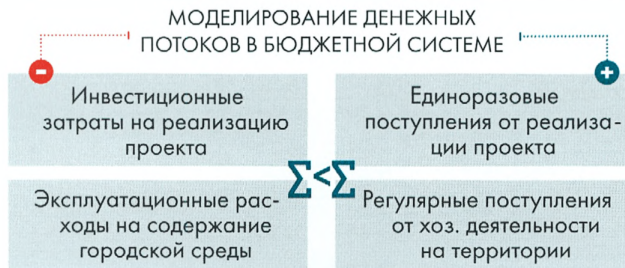 МОДЕЛИРОВАНИЕ ДЕНЕЖНЫХ
ПОТОКОВ В БЮДЖЕТНОЙ СИСТЕМЕ
–
+
Инвестиционные
затраты на реализацию
проекта
Единоразовые
поступления от реализа-
ции проекта
Σ<Σ
Эксплуатационные рас-
ходы на содержание
городской среды
Регулярные поступления
от хоз. деятельности
на территории